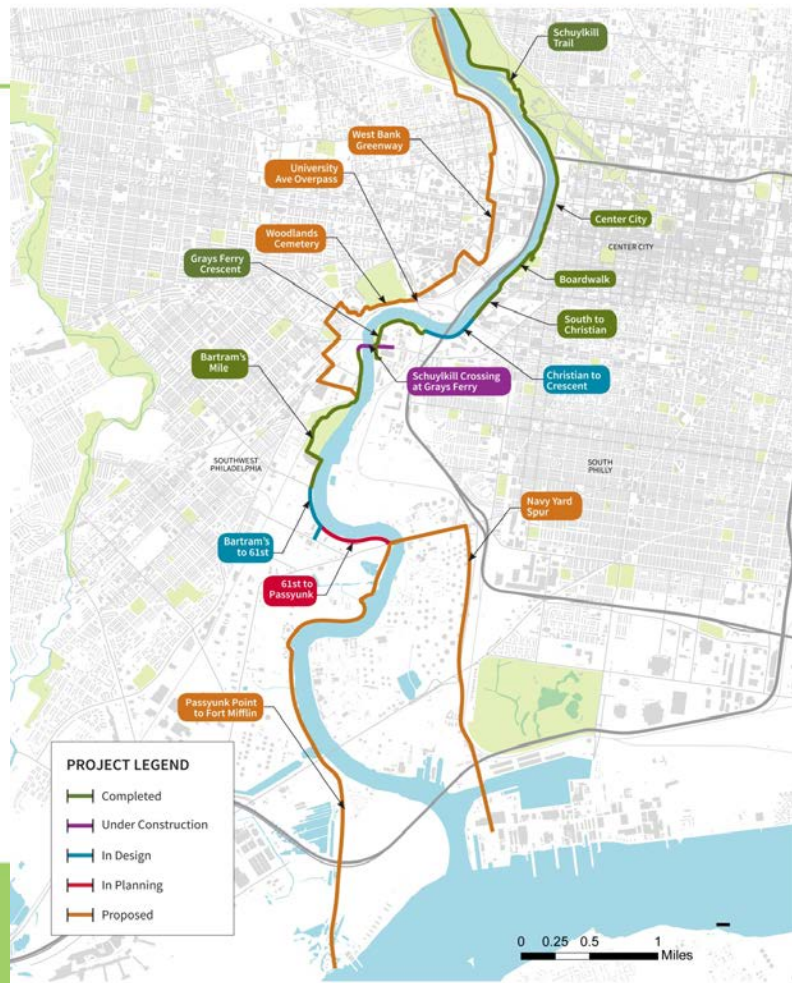 Schuylkill
Trail
West Bank
Greenway
University
Ave Overpass
Woodlands
Cemetery
Center City
CENTER CITY
Grays Ferry
Crescent
Boardwalk
South to
Christian
Bartram's
Mile
Schuylkill Crossing
at Grays Ferry
Christian to
Crescent
SOUTHWEST
PHILADELPHIA
SOUTH
PHILLY
Navy Yard
Spur
Bartram's
to 61st
61st to
Passyunk
Passyunk Point
to Fort Mifflin
PROJECT LEGEND
Completed
Under Construction
In Design
In Planning
Proposed
0 0.25 0.5 1
Miles